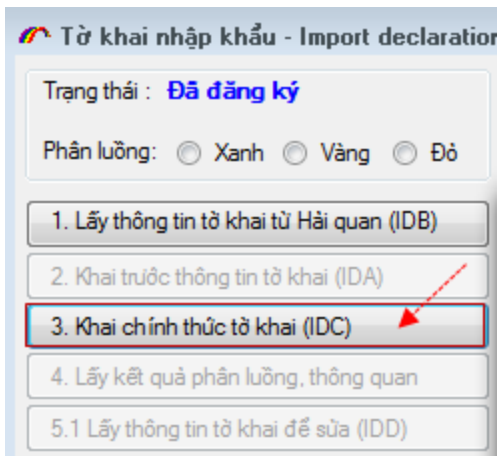 Tờ khai nhập khẩu - Import declaration
Trạng thái : Đã đăng ký
Phân luồng: Xanh Vàng Đỏ
1. Lấy thông tin tờ khai từ Hải quan (IDB)
2. Khai trước thông tin tờ khai (IDA)
3. Khai chính thức tờ khai (IDC)
4. Lấy kết quả phân luồng, thông quan
5.1 Lấy thông tin tờ khai để sửa (IDD)